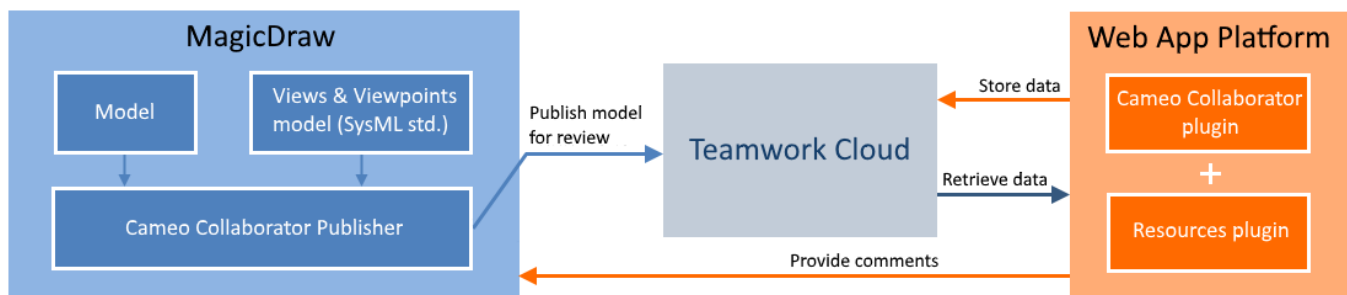 MagicDraw
Model
Views & Viewpoints
model (SysML std.)
Cameo Collaborator Publisher
Publish model
for review
Teamwork Cloud
Store data
Retrieve data
Provide comments
Web App Platform
Cameo Collaborator
plugin
+
Resources plugin